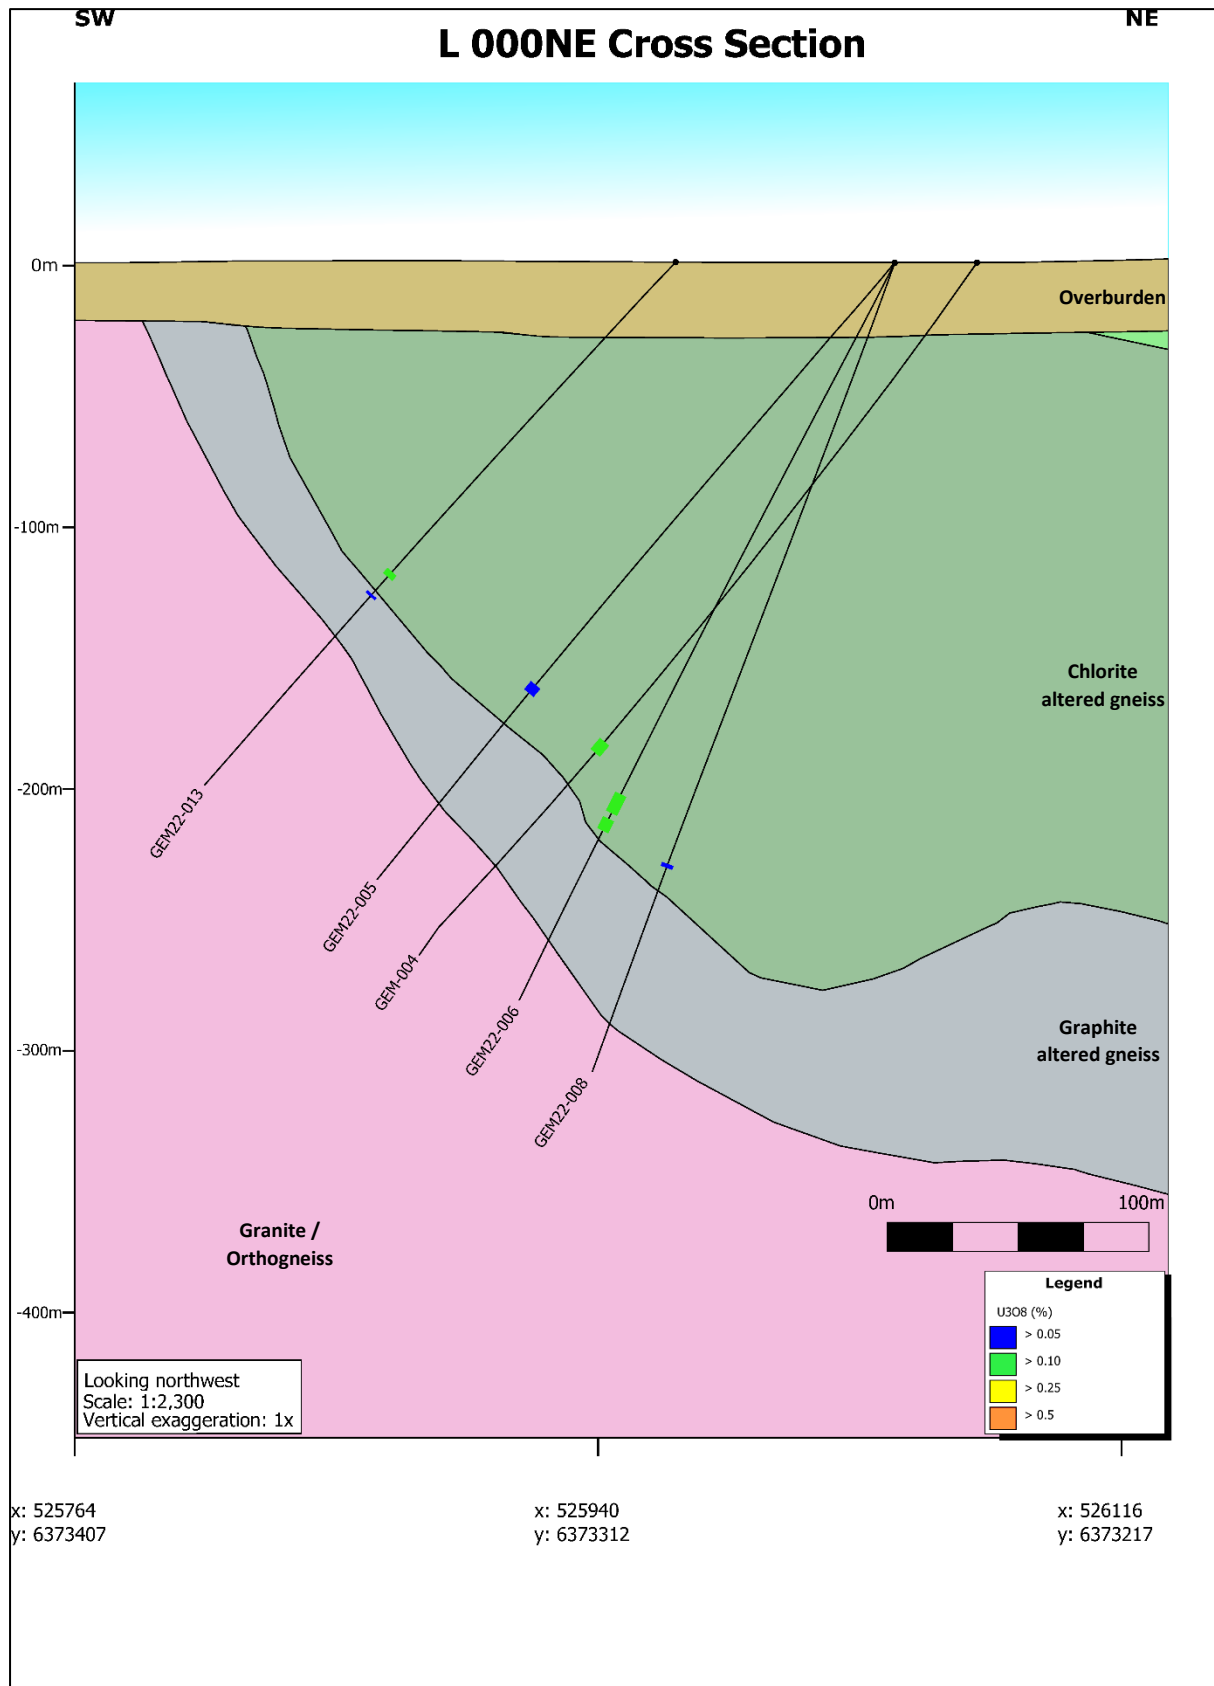 SW
NE
L 000NE Cross Section
0m
Overburden
-100m
Chlorite
altered gneiss
-200m
GEM22-013
GEM22-005
GEM-004
GEM22-006
GEM22-008
-300m
Graphite
altered gneiss
0m
100m
Granite /
Orthogneiss
-400m
Legend
U3O8 (%)
> 0.05
> 0.10
> 0.25
> 0.5
Looking northwest
Scale: 1:2,300
Vertical exaggeration: 1x
x: 525764
y: 6373407
x: 525940
y: 6373312
x: 526116
y: 6373217